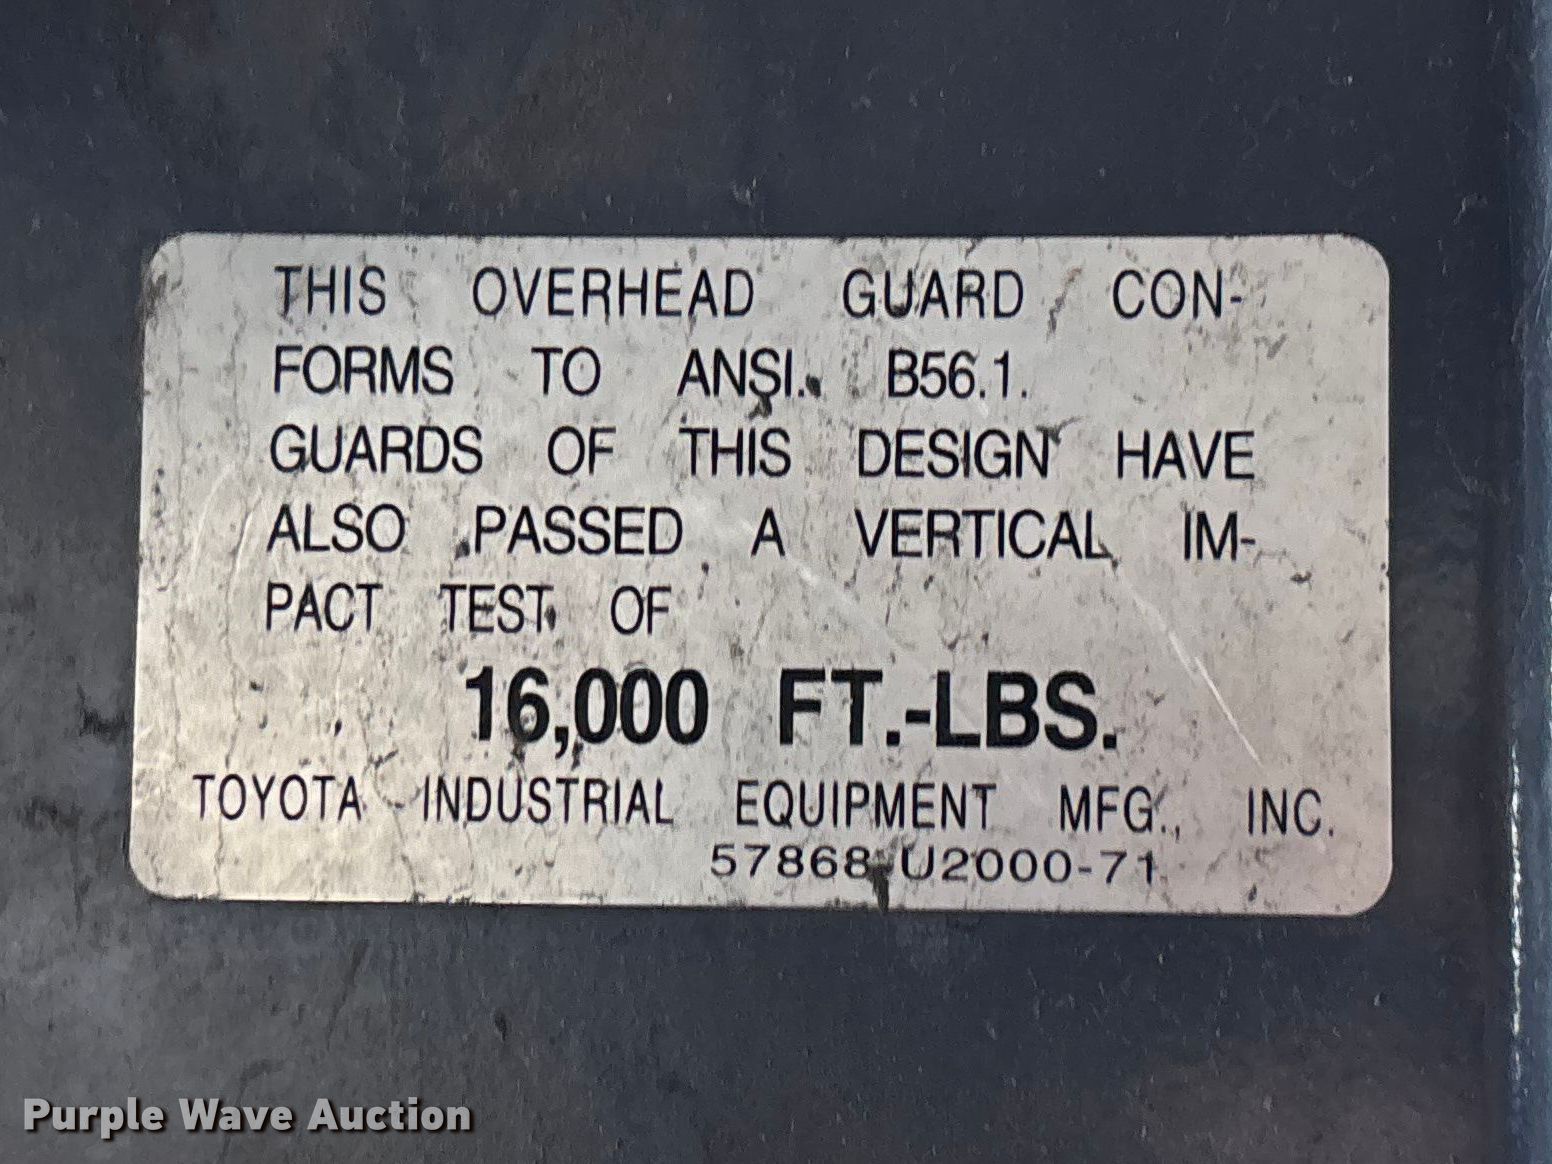 THIS OVERHEAD GUARD CON-
FORMS TO ANSI. B56.1.
GUARDS OF THIS DESIGN HAVE
ALSO PASSED A VERTICAL IM-
PACT TEST OF
16,000 FT.-LBS.
TOYOTA INDUSTRIAL EQUIPMENT MFG., INC.
57868-U2000-71
Purple Wave Auction